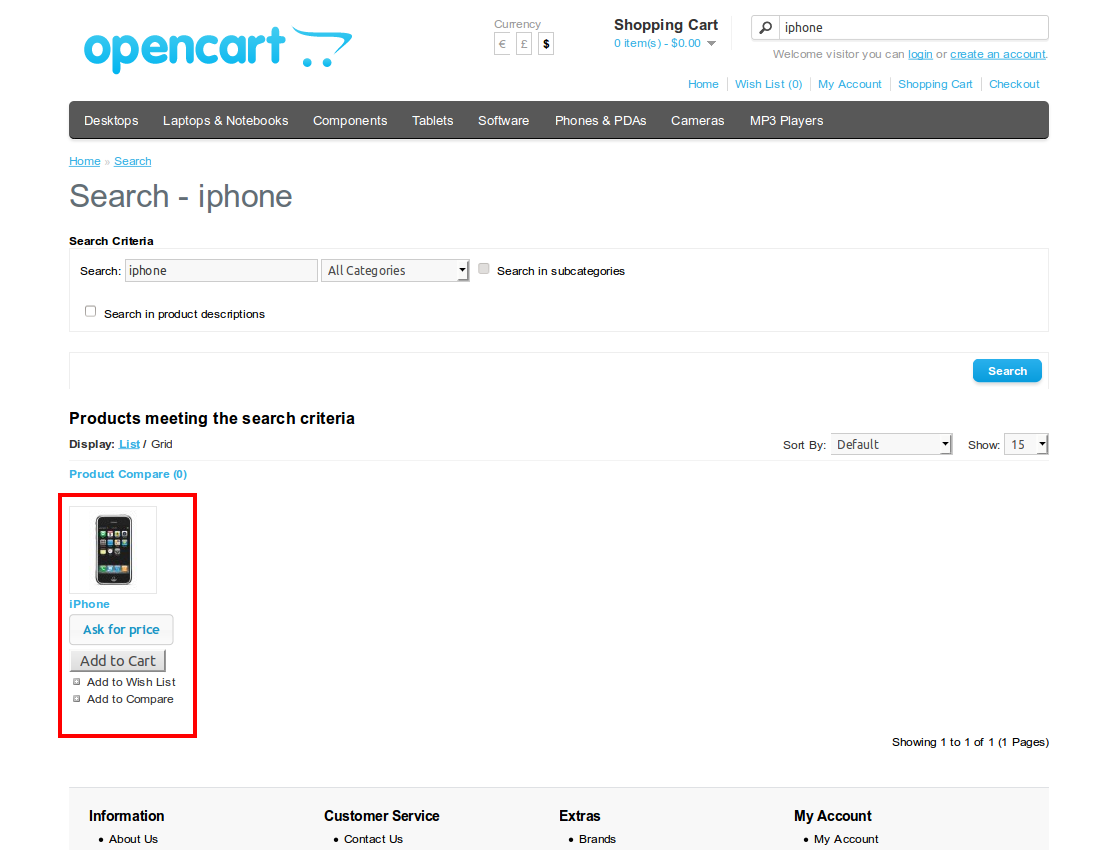 opencart
Currency
€ £ $
Shopping Cart
0 item(s) - $0.00
iphone
Welcome visitor you can login or create an account.
Home Wish List (0) My Account Shopping Cart Checkout
Desktops Laptops & Notebooks Components Tablets Software Phones & PDAs Cameras MP3 Players
Home » Search
Search - iphone
Search Criteria
Search: iphone All Categories Search in subcategories
Search in product descriptions
Search
Products meeting the search criteria
Display: List / Grid
Sort By: Default Show: 15
Product Compare (0)
iPhone
Ask for price
Add to Cart
Add to Wish List
Add to Compare
Showing 1 to 1 of 1 (1 Pages)
Information Customer Service Extras My Account
• About Us • Contact Us • Brands • My Account